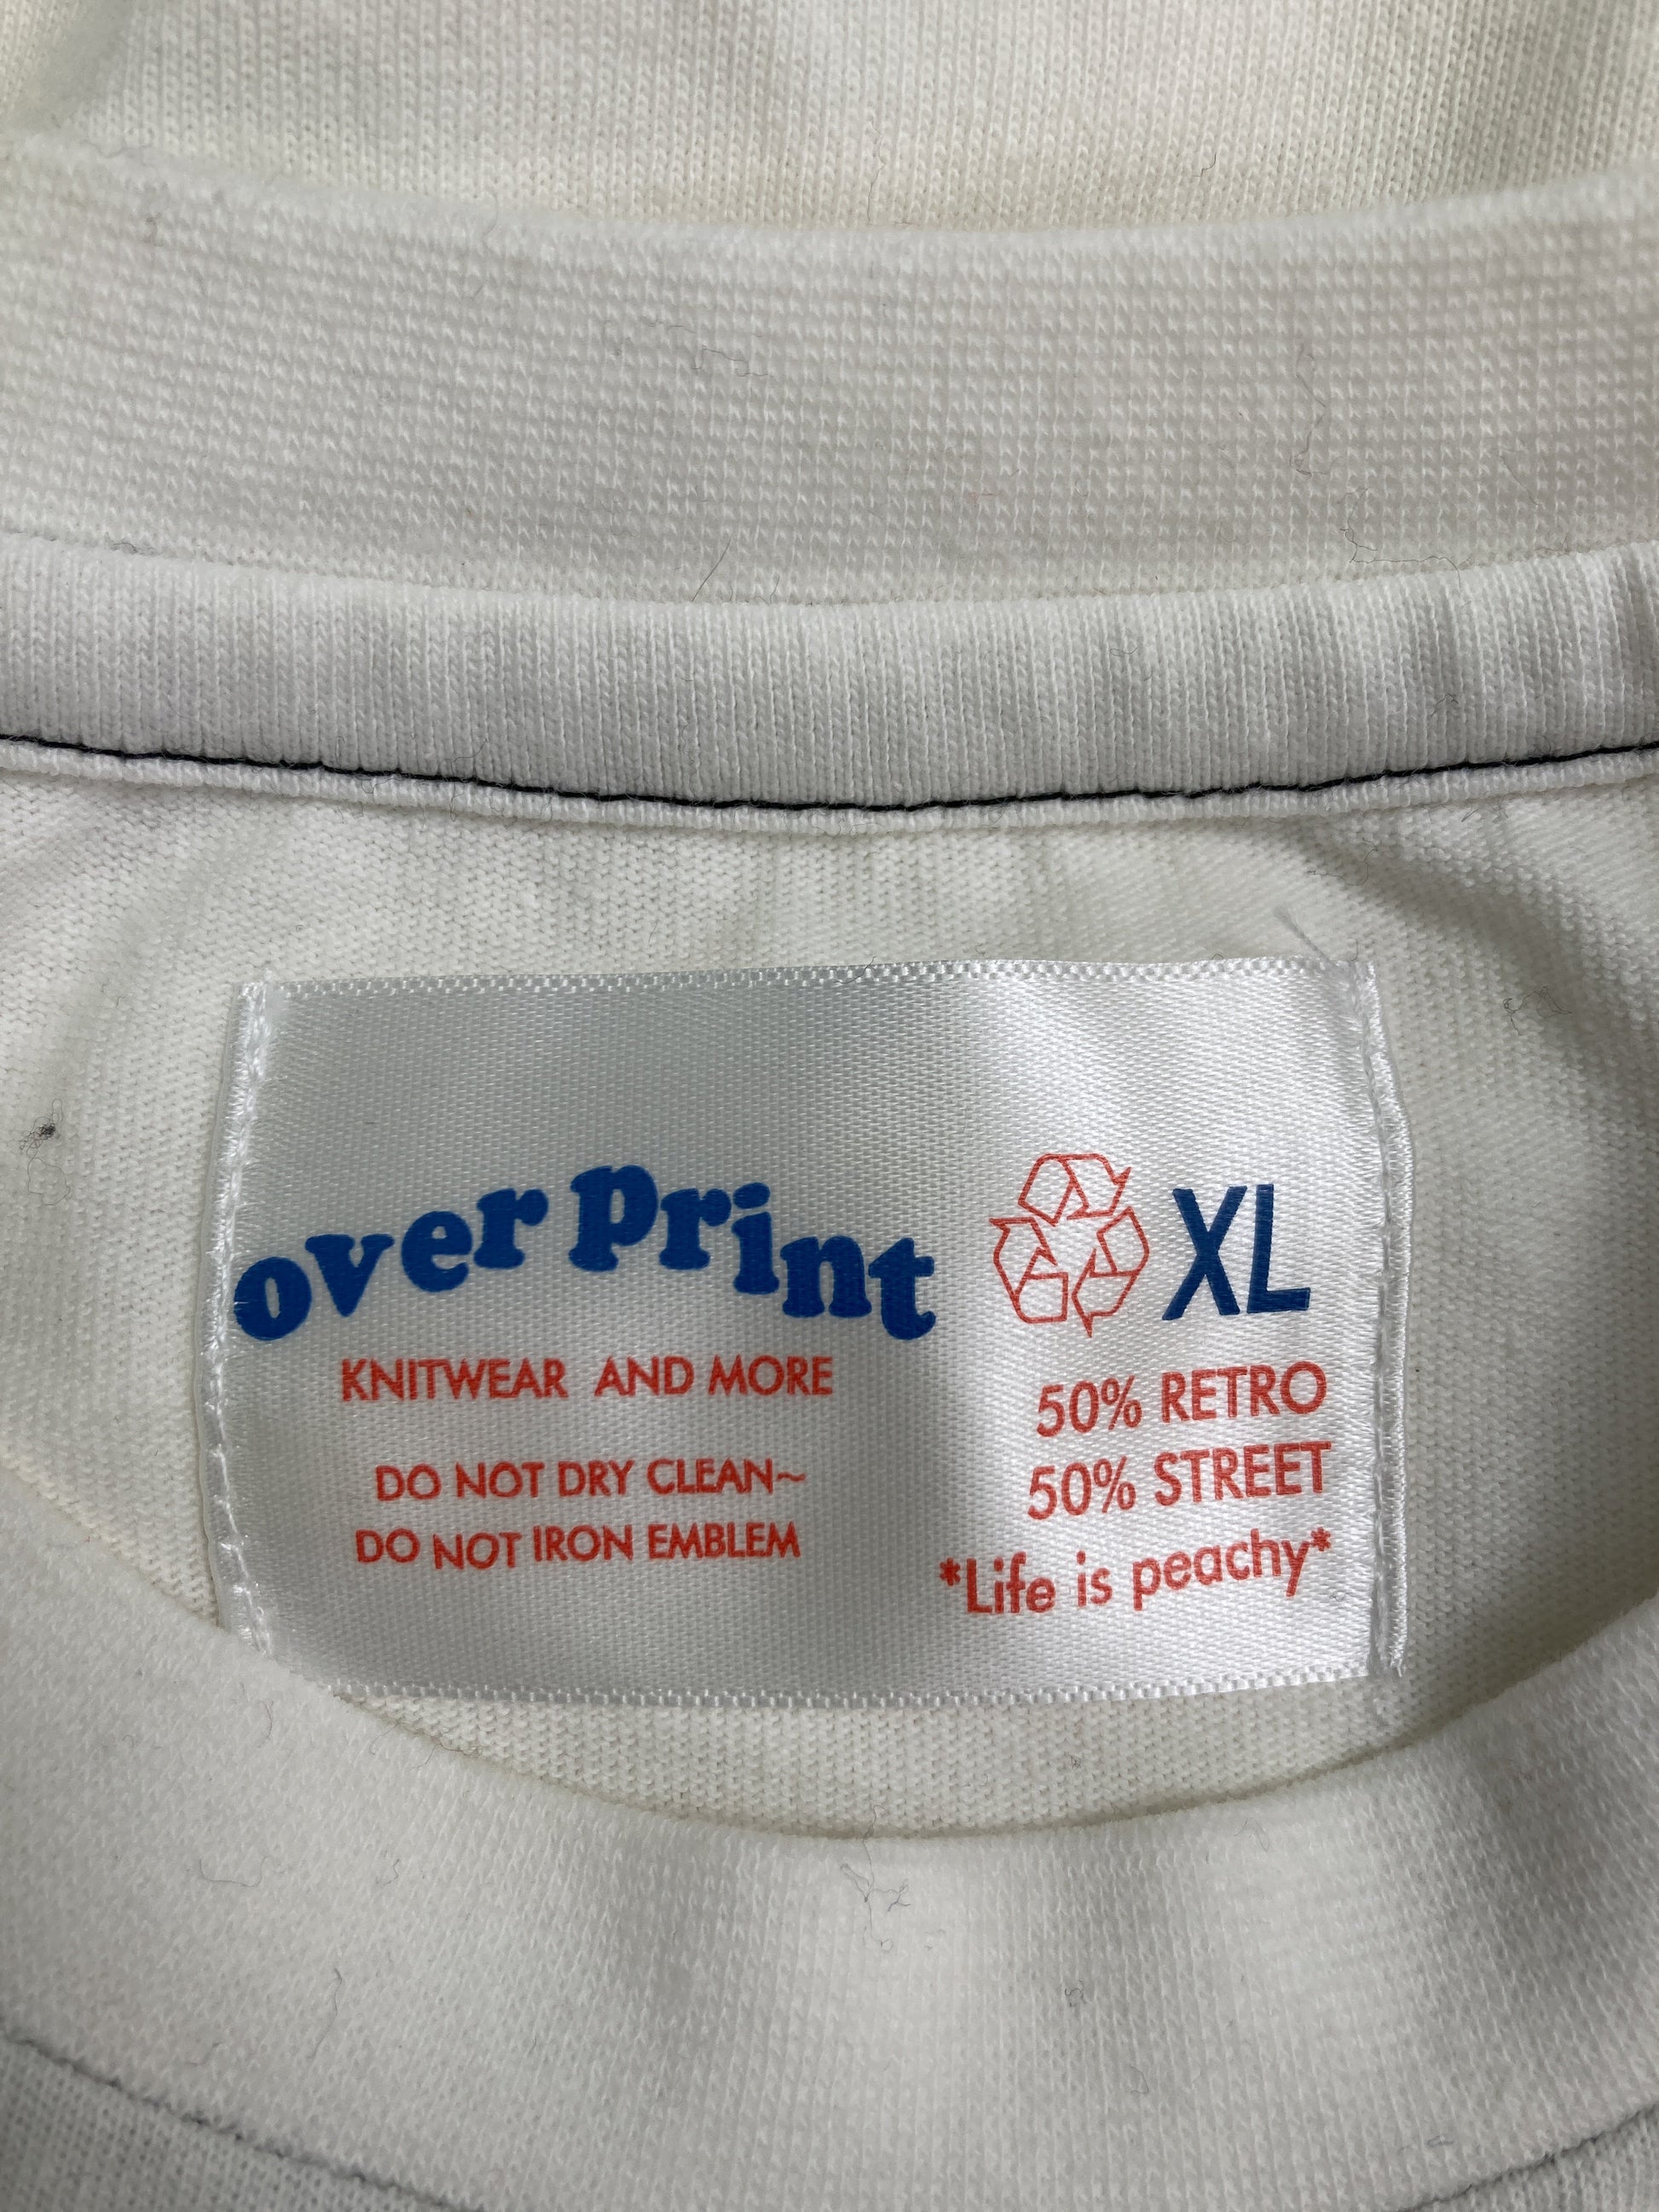 over print
KNITWEAR AND MORE
DO NOT DRY CLEAN~
DO NOT IRON EMBLEM
XL
50% RETRO
50% STREET
*Life is peachy*